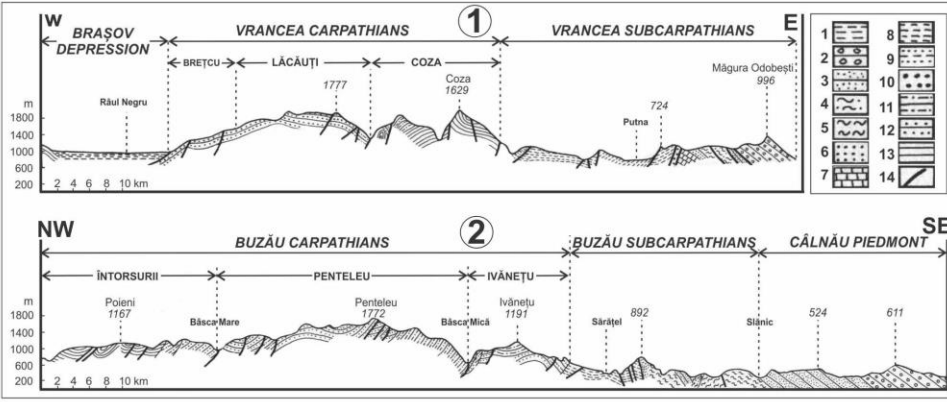 W 1 E
BRAȘOV DEPRESSION
VRANCEA CARPATHIANS
VRANCEA SUBCARPATHIANS
BREȚCU LĂCĂUȚI COZA
Râul Negru
1777
Coza
1629
Putna
724
Măgura Odobești
996
m
1800
1000
600
200
2 4 6 8 10 km
1 8
2 9
3 10
4 11
5 12
6 13
7 14
NW 2 SE
BUZĂU CARPATHIANS
BUZĂU SUBCARPATHIANS
CÂLNĂU PIEDMONT
ÎNTORSURII PENTELEU IVĂNEȚU
Poieni
1167
Bâsca Mare
Penteleu
1772
Bâsca Mică
Ivănețu
1191
Sărățel
892
Slănic
524
611
m
1800
1000
600
200
2 4 6 8 10 km